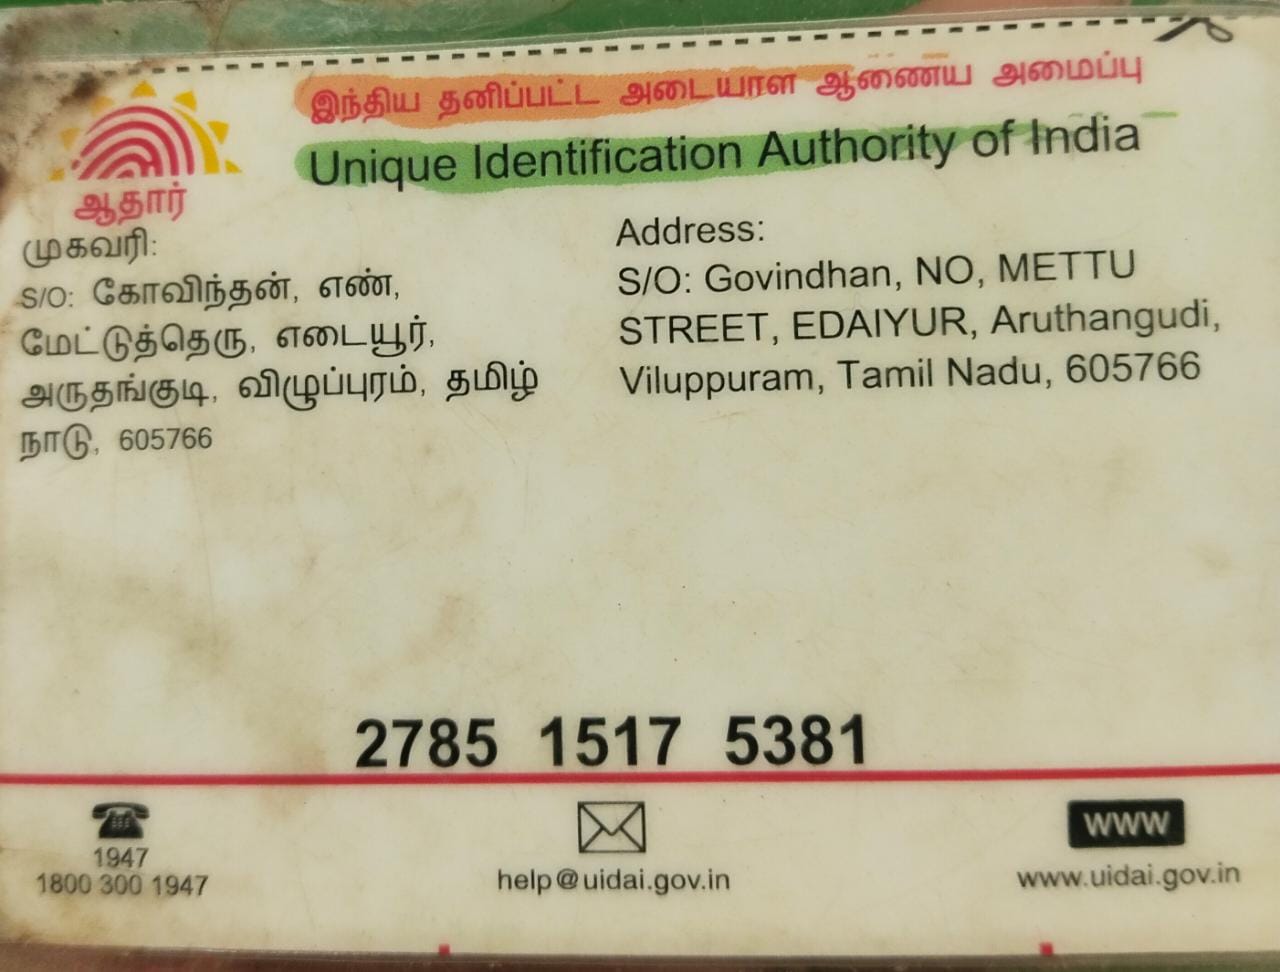 இந்திய தனிப்பட்ட அடையாள ஆணைய அமைப்பு
Unique Identification Authority of India
ஆதார்
முகவரி:
S/O: கோவிந்தன், எண்,
மேட்டுத்தெரு, எடையூர்,
அருதங்குடி, விழுப்புரம், தமிழ்
நாடு, 605766
Address:
S/O: Govindhan, NO, METTU
STREET, EDAIYUR, Aruthangudi,
Viluppuram, Tamil Nadu, 605766
2785 1517 5381
1947
1800 300 1947
help@uidai.gov.in
WWW
www.uidai.gov.in